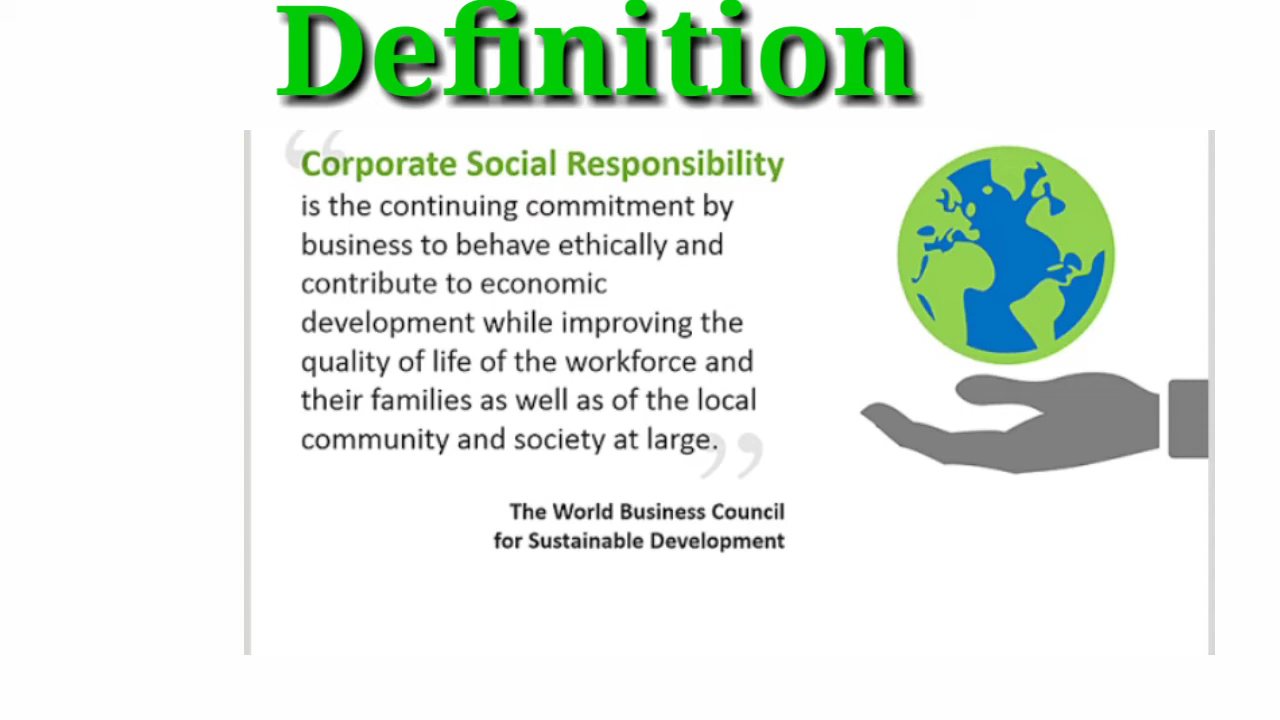 Definition
“Corporate Social Responsibility
is the continuing commitment by
business to behave ethically and
contribute to economic
development while improving the
quality of life of the workforce and
their families as well as of the local
community and society at large.”
The World Business Council
for Sustainable Development